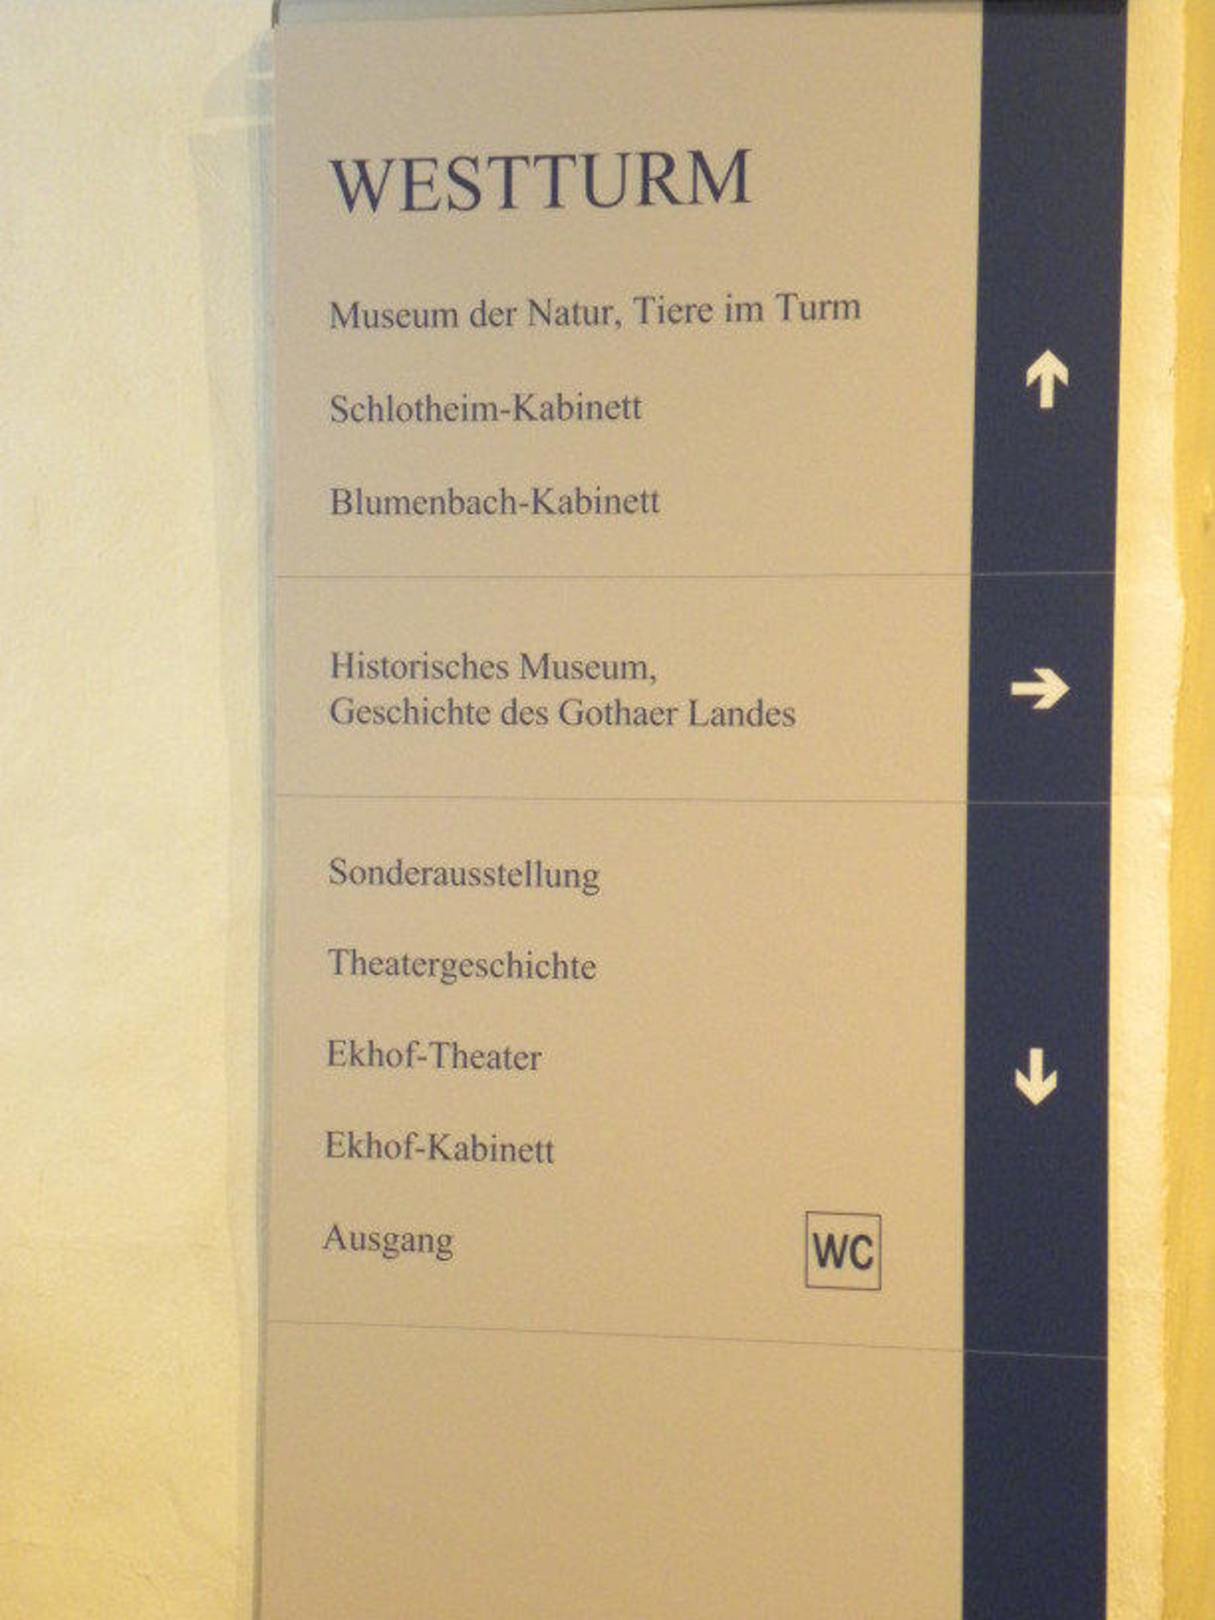 WESTTURM
Museum der Natur, Tiere im Turm
Schlotheim-Kabinett
Blumenbach-Kabinett
Historisches Museum,
Geschichte des Gothaer Landes
Sonderausstellung
Theatergeschichte
Ekhof-Theater
Ekhof-Kabinett
Ausgang WC